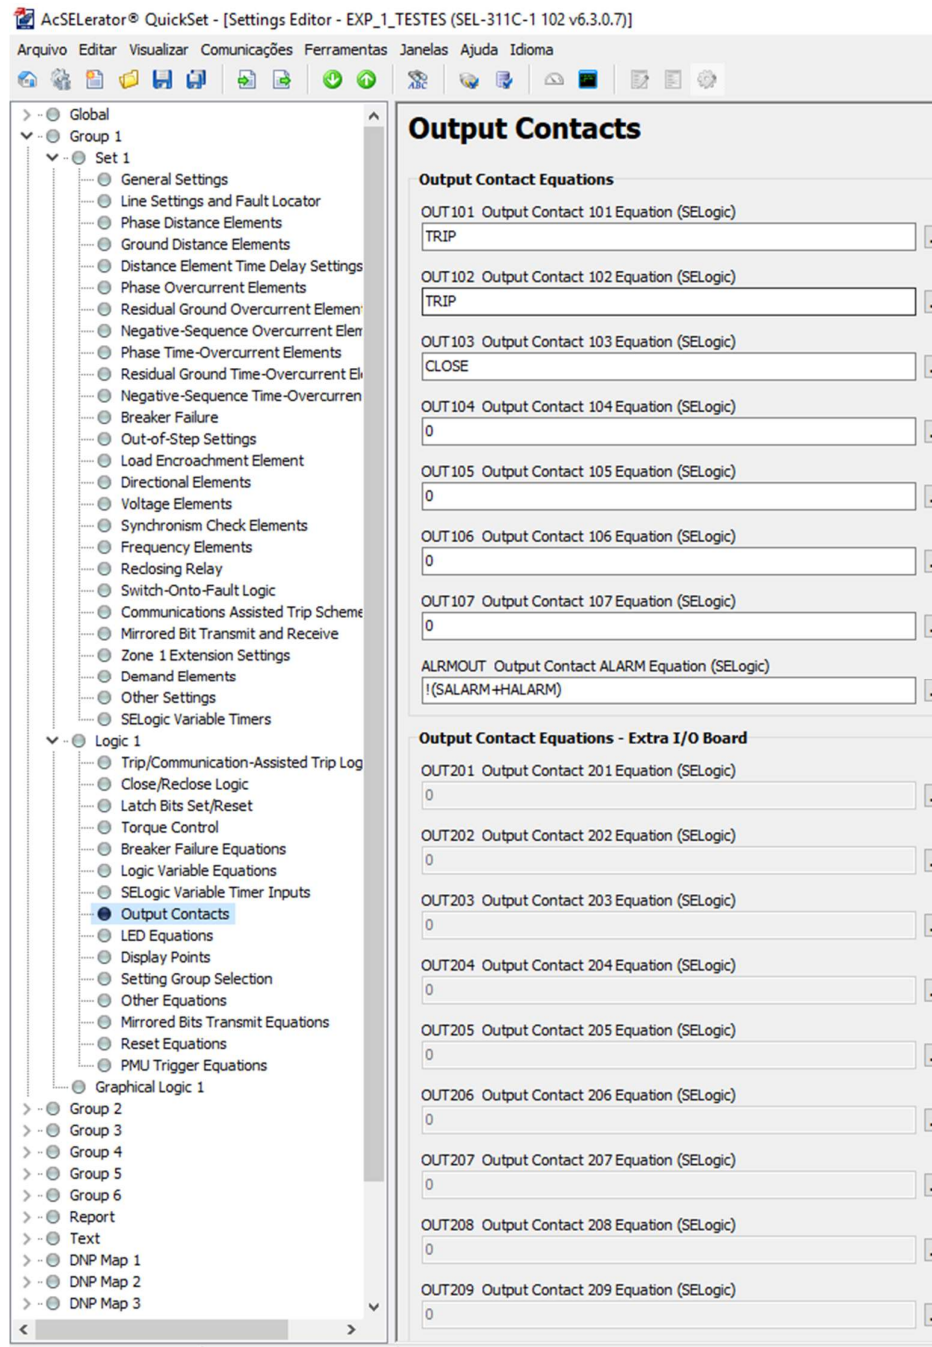 AcSELerator® QuickSet - [Settings Editor - EXP_1_TESTES (SEL-311C-1 102 v6.3.0.7)]
Arquivo Editar Visualizar Comunicações Ferramentas Janelas Ajuda Idioma
Global
Group 1
Set 1
General Settings
Line Settings and Fault Locator
Phase Distance Elements
Ground Distance Elements
Distance Element Time Delay Settings
Phase Overcurrent Elements
Residual Ground Overcurrent Elemen
Negative-Sequence Overcurrent Elem
Phase Time-Overcurrent Elements
Residual Ground Time-Overcurrent El
Negative-Sequence Time-Overcurren
Breaker Failure
Out-of-Step Settings
Load Encroachment Element
Directional Elements
Voltage Elements
Synchronism Check Elements
Frequency Elements
Reclosing Relay
Switch-Onto-Fault Logic
Communications Assisted Trip Scheme
Mirrored Bit Transmit and Receive
Zone 1 Extension Settings
Demand Elements
Other Settings
SELogic Variable Timers
Logic 1
Trip/Communication-Assisted Trip Log
Close/Reclose Logic
Latch Bits Set/Reset
Torque Control
Breaker Failure Equations
Logic Variable Equations
SELogic Variable Timer Inputs
Output Contacts
LED Equations
Display Points
Setting Group Selection
Other Equations
Mirrored Bits Transmit Equations
Reset Equations
PMU Trigger Equations
Graphical Logic 1
Group 2
Group 3
Group 4
Group 5
Group 6
Report
Text
DNP Map 1
DNP Map 2
DNP Map 3
Output Contacts
Output Contact Equations
OUT101 Output Contact 101 Equation (SELogic)
TRIP
OUT102 Output Contact 102 Equation (SELogic)
TRIP
OUT103 Output Contact 103 Equation (SELogic)
CLOSE
OUT104 Output Contact 104 Equation (SELogic)
0
OUT105 Output Contact 105 Equation (SELogic)
0
OUT106 Output Contact 106 Equation (SELogic)
0
OUT107 Output Contact 107 Equation (SELogic)
0
ALRMOUT Output Contact ALARM Equation (SELogic)
!(SALARM+HALARM)
Output Contact Equations - Extra I/O Board
OUT201 Output Contact 201 Equation (SELogic)
0
OUT202 Output Contact 202 Equation (SELogic)
0
OUT203 Output Contact 203 Equation (SELogic)
0
OUT204 Output Contact 204 Equation (SELogic)
0
OUT205 Output Contact 205 Equation (SELogic)
0
OUT206 Output Contact 206 Equation (SELogic)
0
OUT207 Output Contact 207 Equation (SELogic)
0
OUT208 Output Contact 208 Equation (SELogic)
0
OUT209 Output Contact 209 Equation (SELogic)
0